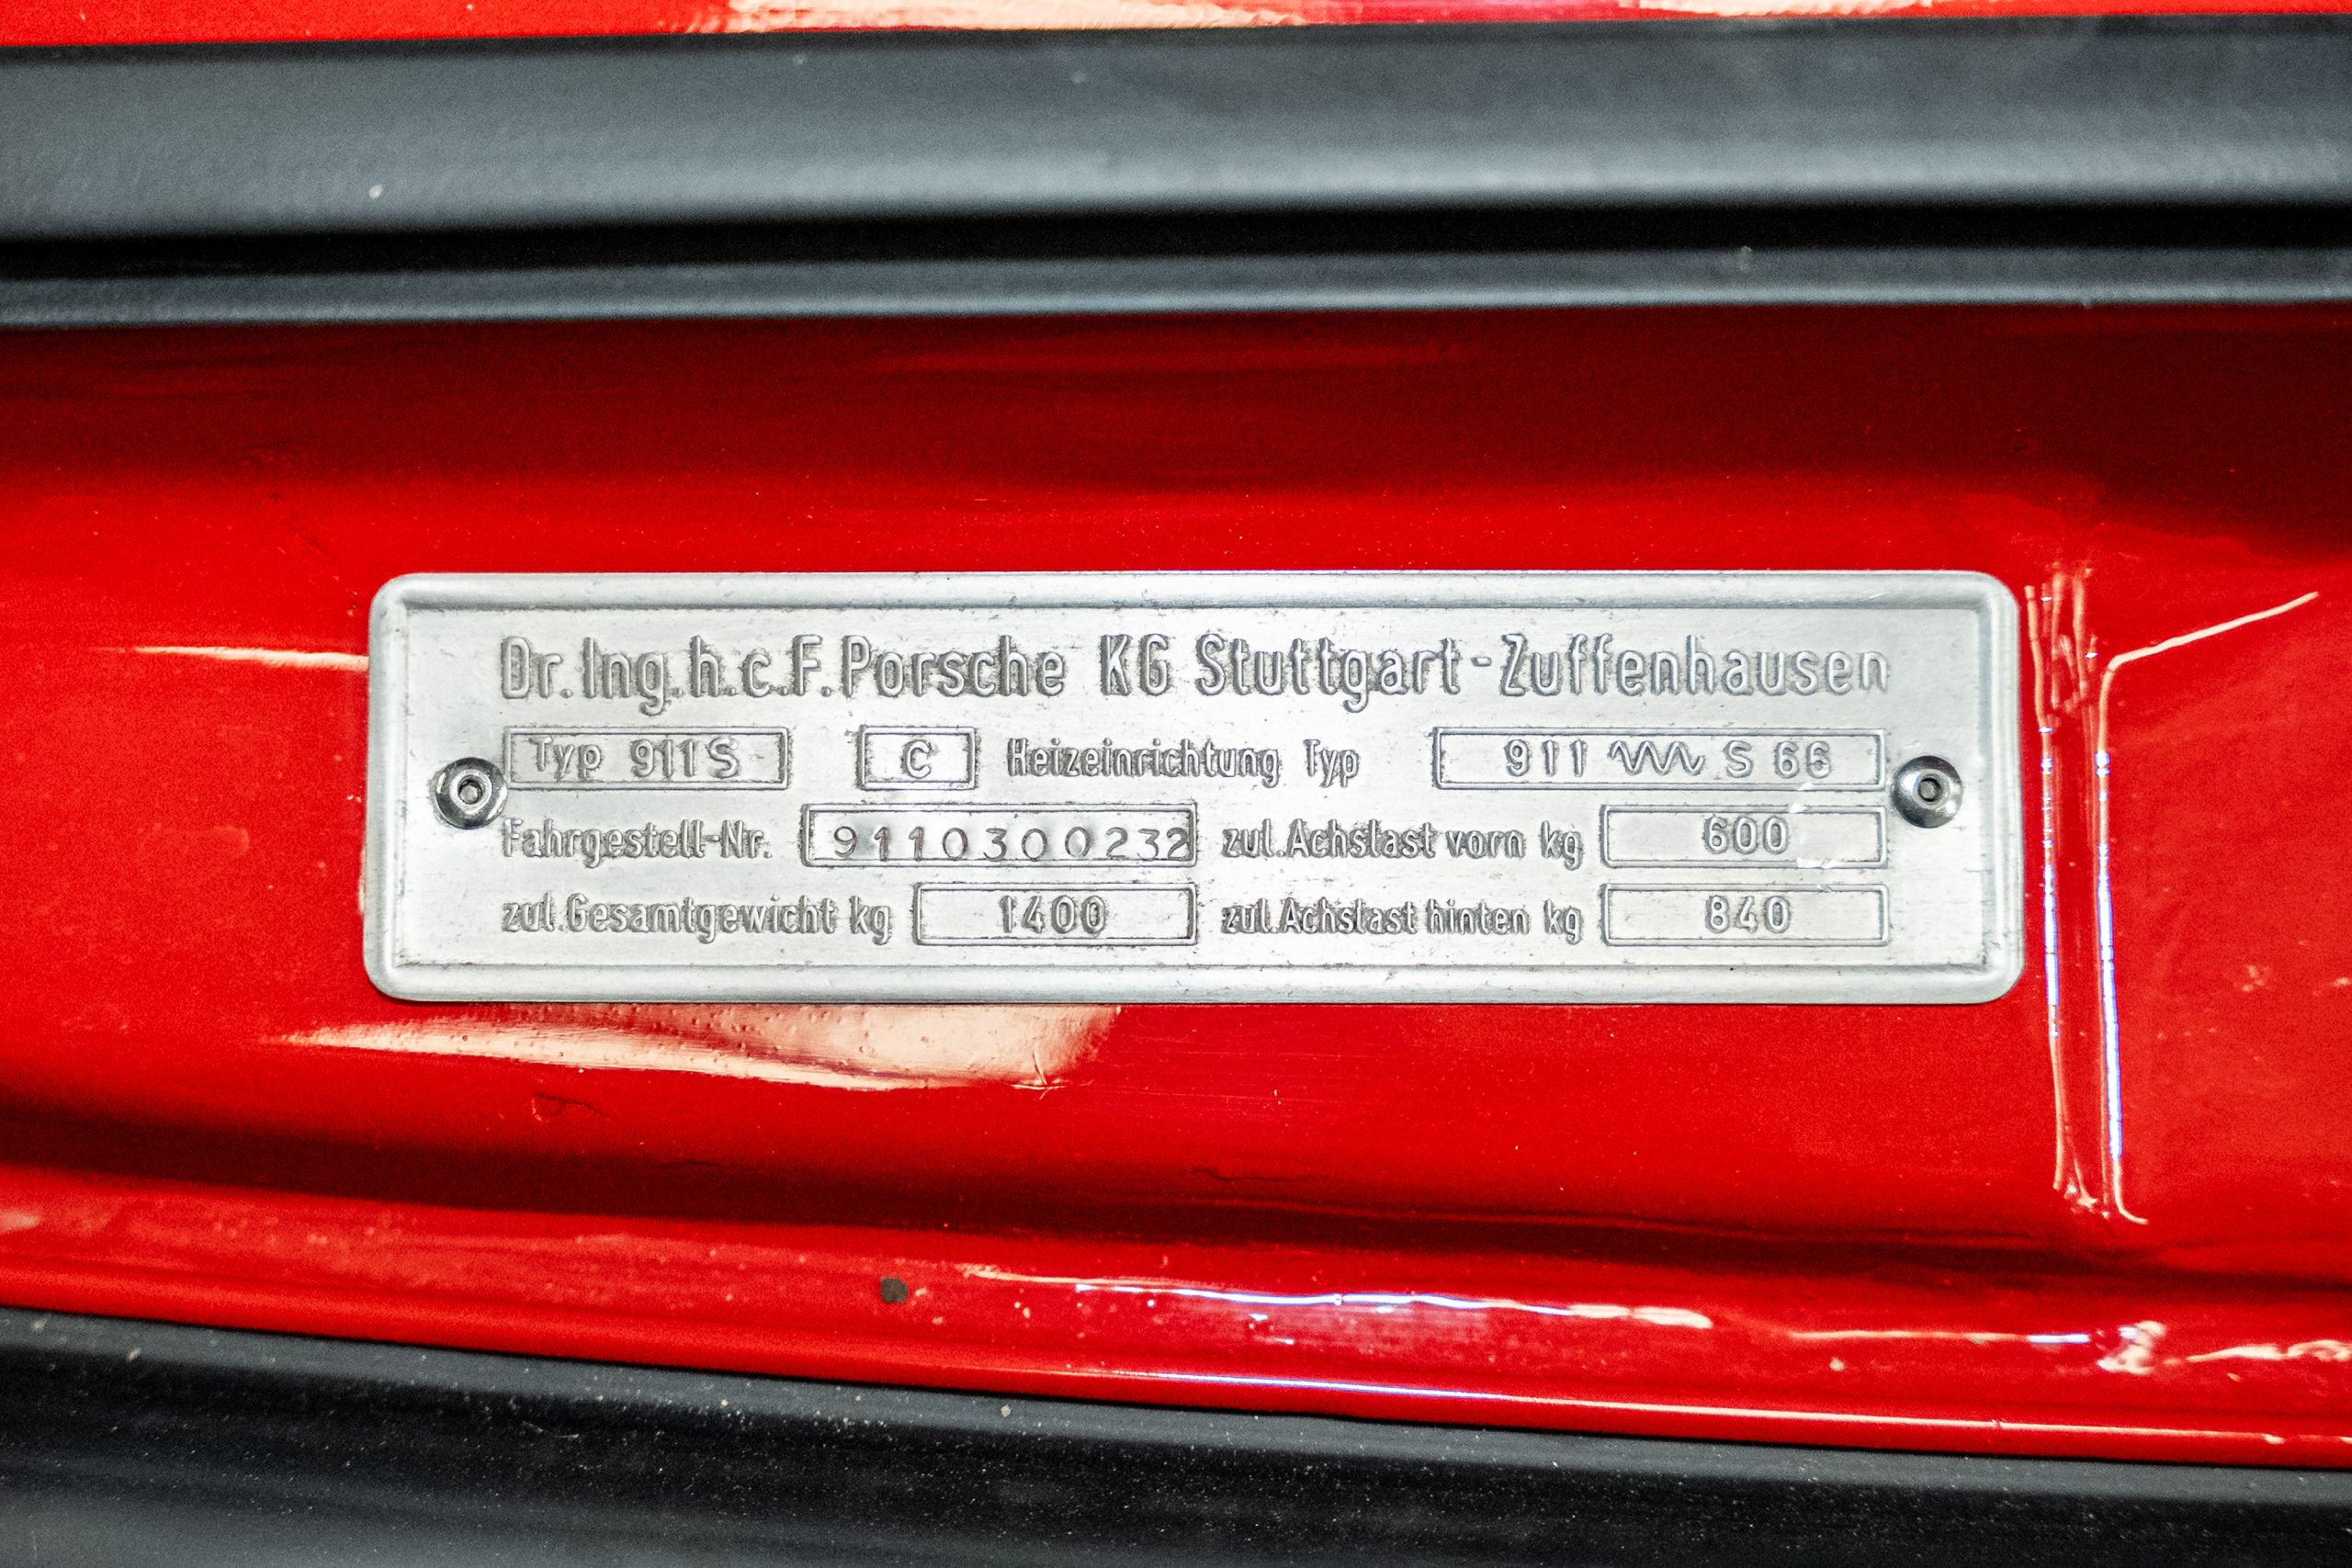 Dr. Ing. h. c. F. Porsche KG Stuttgart-Zuffenhausen
Typ 911 S C Heizeinrichtung Typ 911 S 66
Fahrgestell-Nr. 9110300232 zul. Achslast vorn kg 600
zul. Gesamtgewicht kg 1400 zul. Achslast hinten kg 840